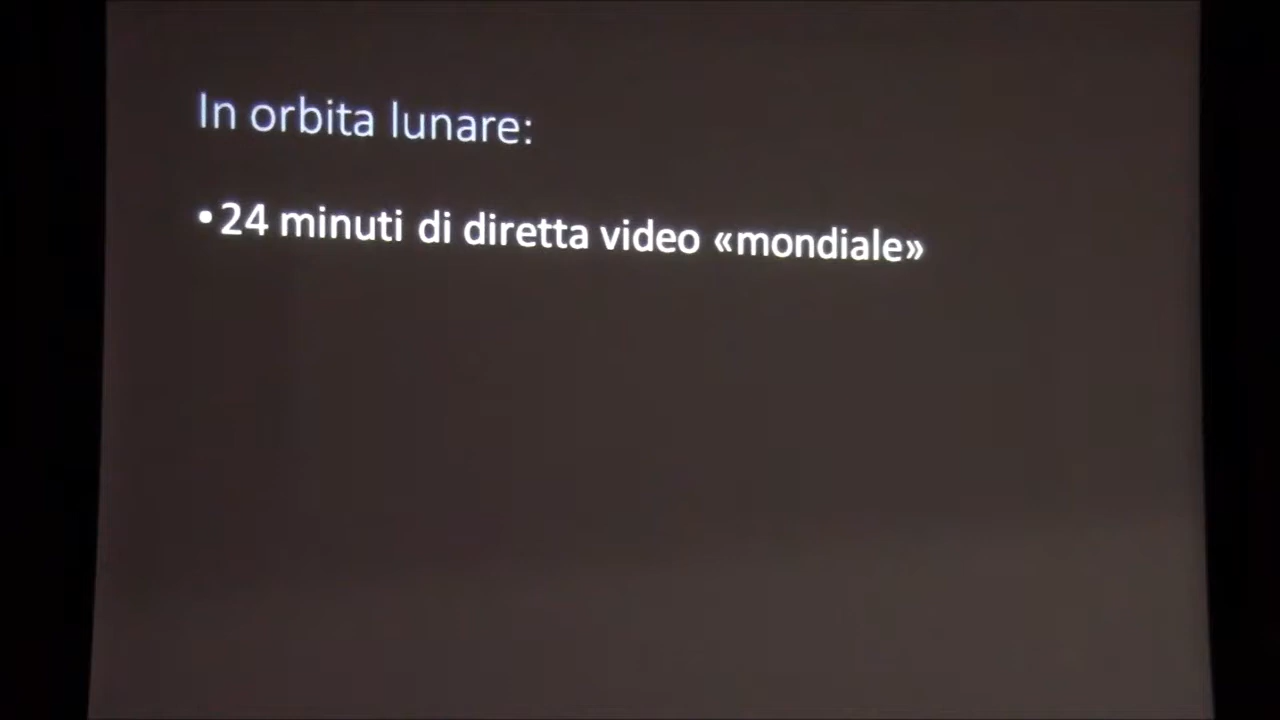 In orbita lunare:
•24 minuti di diretta video «mondiale»